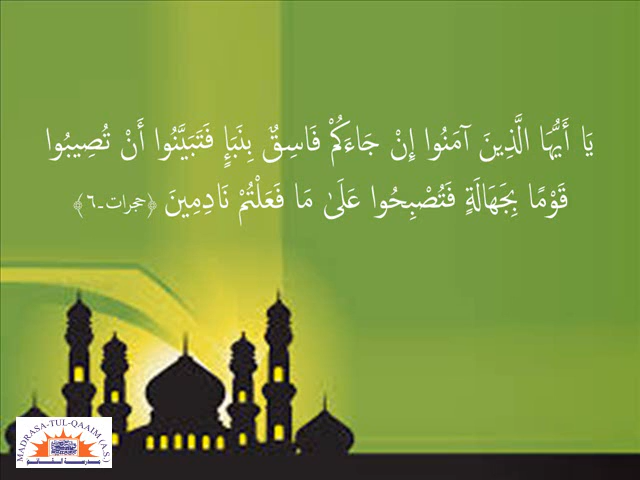 يَا أَيُّهَا الَّذِينَ آمَنُوا إِنْ جَاءَكُمْ فَاسِقٌ بِنَبَإٍ فَتَبَيَّنُوا أَنْ تُصِيبُوا
قَوْمًا بِجَهَالَةٍ فَتُصْبِحُوا عَلَىٰ مَا فَعَلْتُمْ نَادِمِينَ ﴿حجرات۔٦﴾
MADRASA-TUL-QAAIM (A.S.)